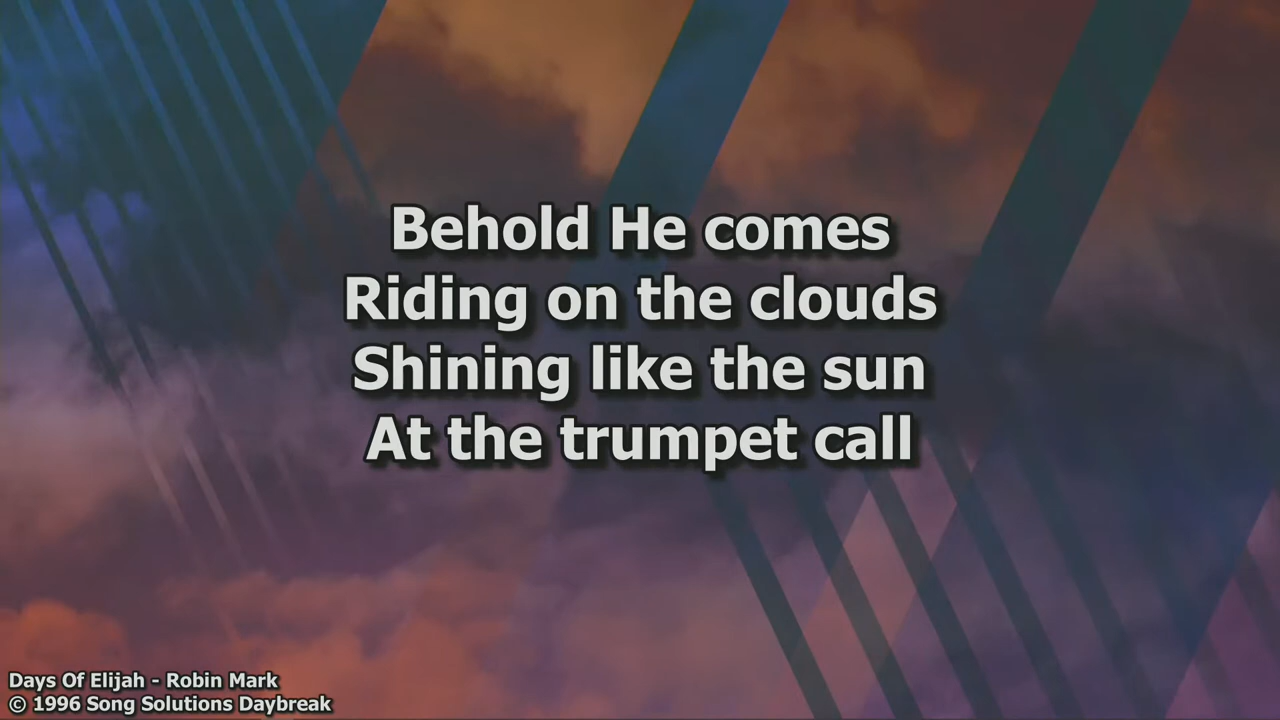 Behold He comes
Riding on the clouds
Shining like the sun
At the trumpet call
Days Of Elijah - Robin Mark
© 1996 Song Solutions Daybreak